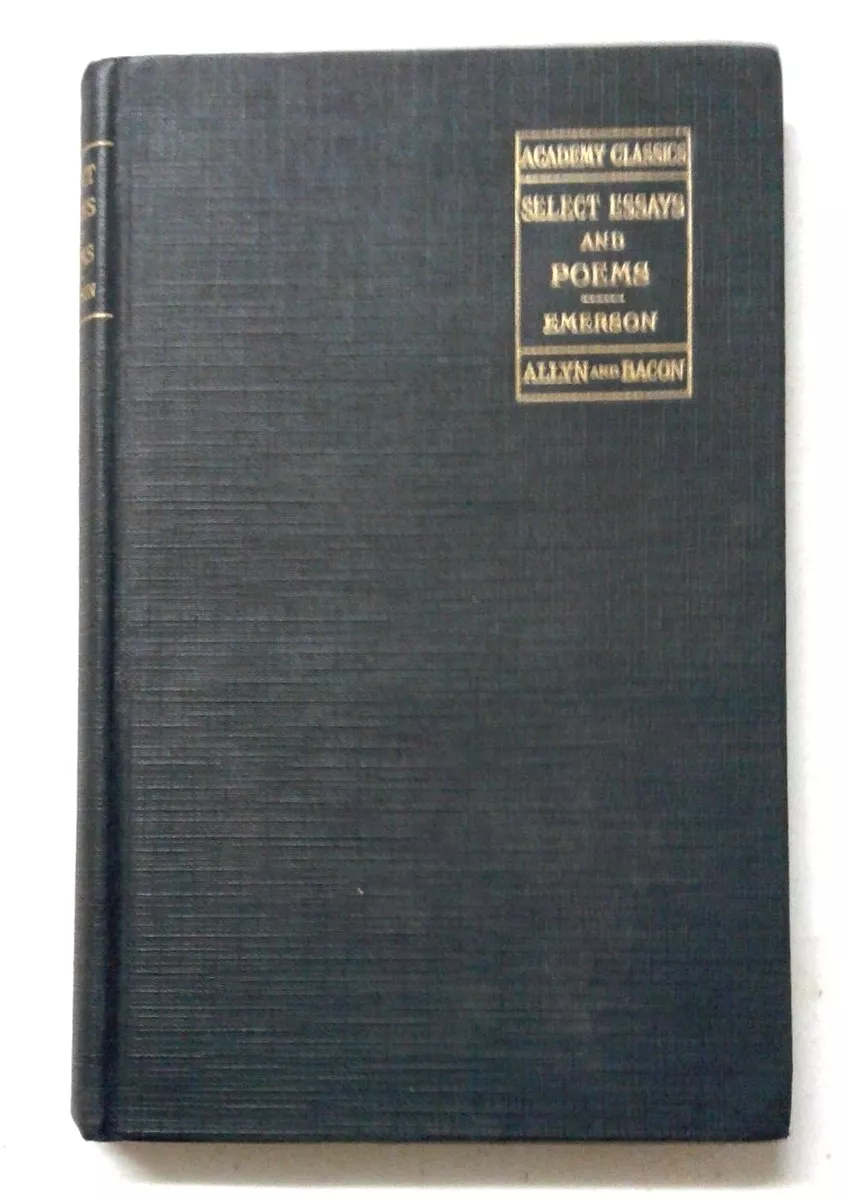 ACADEMY CLASSICS
SELECT ESSAYS
AND
POEMS
EMERSON
ALLYN AND BACON